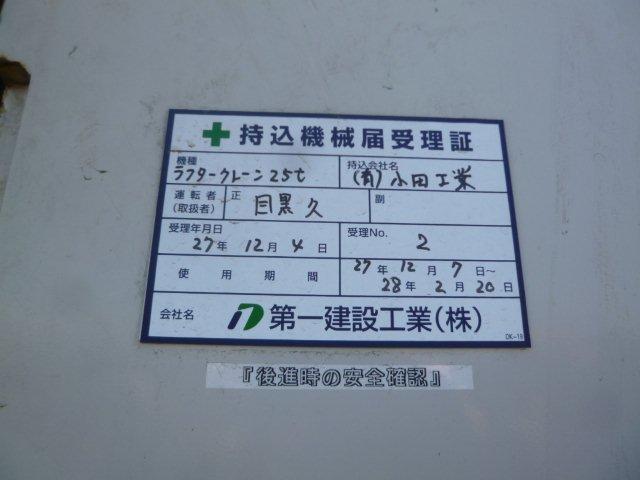 持込機械届受理証
機種
ラフタークレーン25t
持込会社名
(有)小田工業
運転者
(取扱者)
正
目黒久
副
受理年月日
27年 12月 4日
受理No.
2
使用期間
27年 12月 7日~
28年 2月 20日
会社名
第一建設工業(株)
DK-19
『後進時の安全確認』